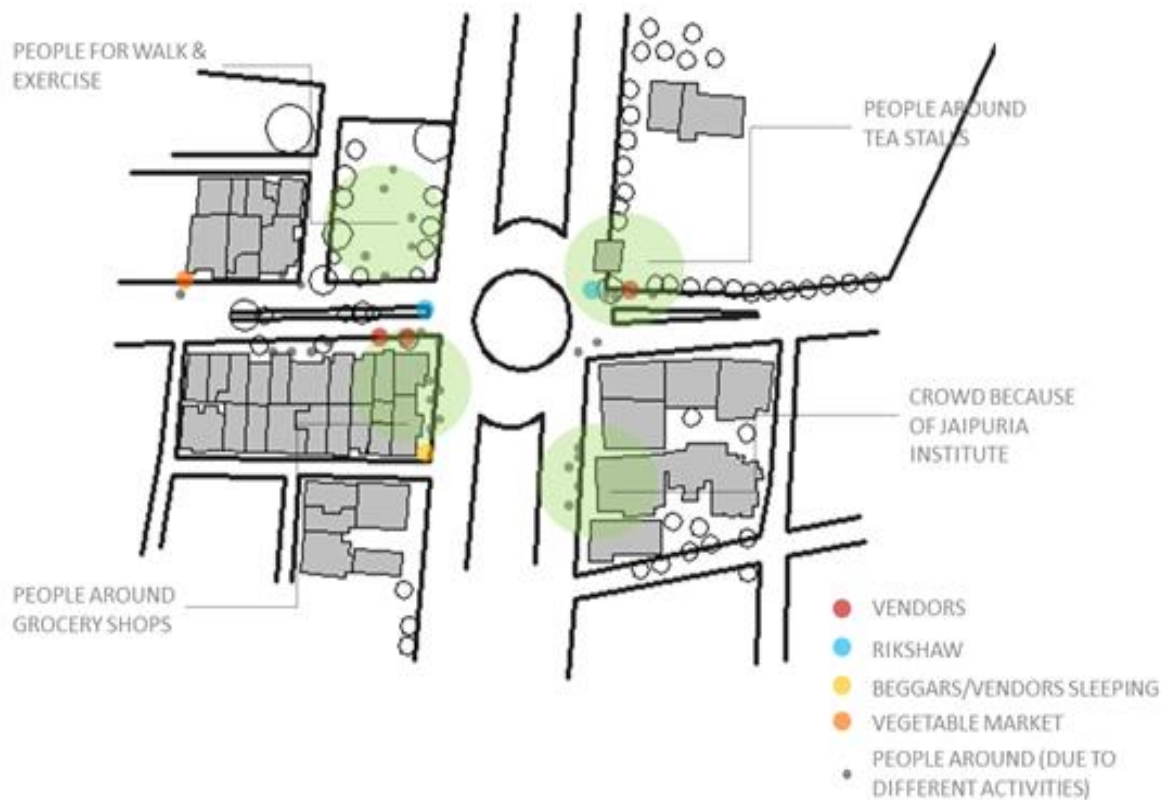 PEOPLE FOR WALK &
EXERCISE
PEOPLE AROUND
TEA STALLS
CROWD BECAUSE
OF JAIPURIA
INSTITUTE
PEOPLE AROUND
GROCERY SHOPS
VENDORS
RIKSHAW
BEGGARS/VENDORS SLEEPING
VEGETABLE MARKET
PEOPLE AROUND (DUE TO
DIFFERENT ACTIVITIES)